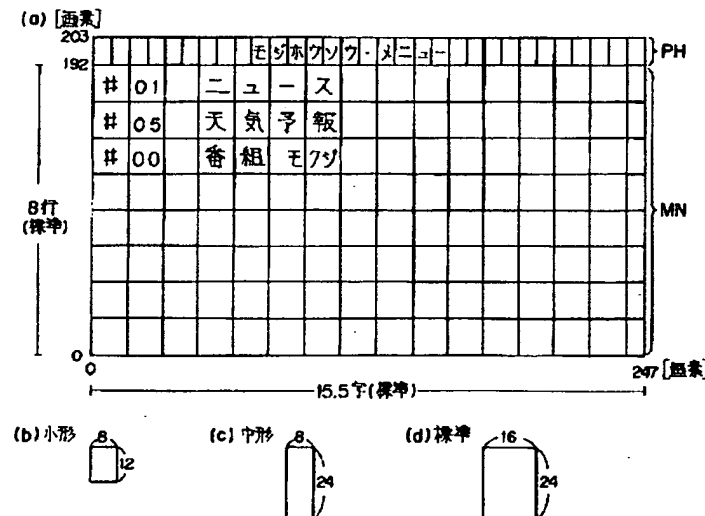 (a) [画素]
203
モジホウソウ・メニュー
PH
192
# 01 ニュース
# 05 天気予報
# 00 番組 モクジ
8行
(標準)
MN
0
0
247 [画素]
15.5字(標準)
(b) 小形
8
12
(c) 中形
8
24
(d) 標準
16
24